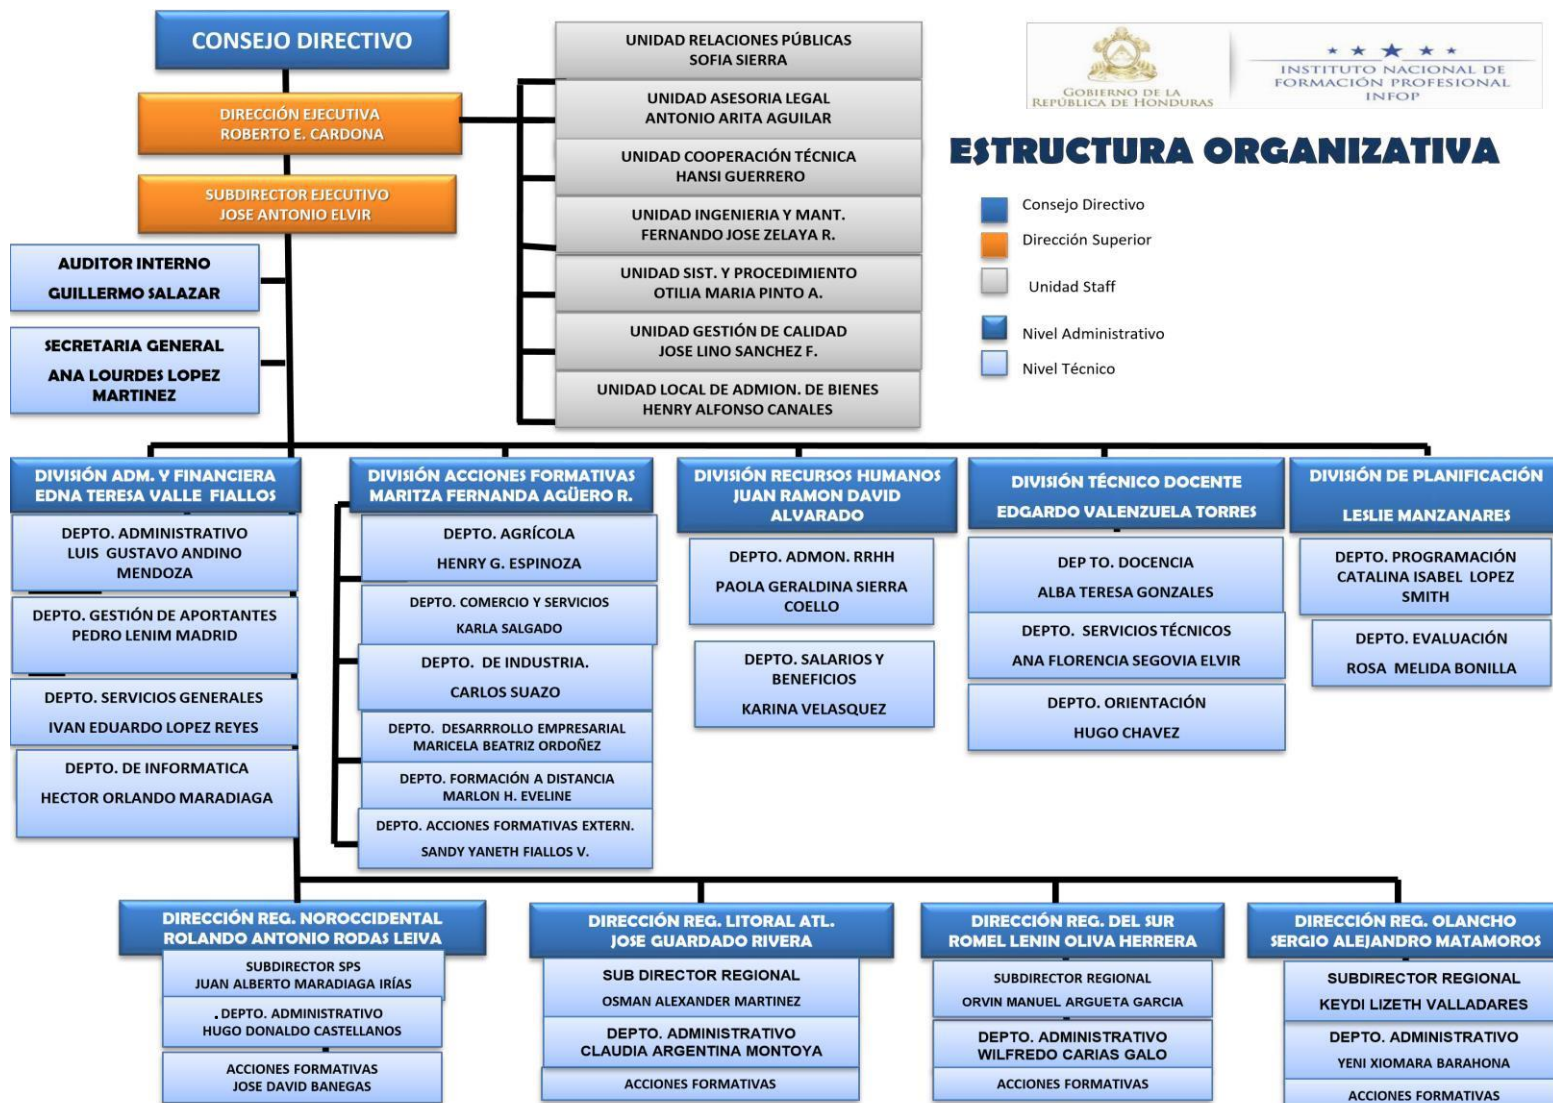 CONSEJO DIRECTIVO
DIRECCIÓN EJECUTIVA
ROBERTO E. CARDONA
SUBDIRECTOR EJECUTIVO
JOSE ANTONIO ELVIR
AUDITOR INTERNO
GUILLERMO SALAZAR
SECRETARIA GENERAL
ANA LOURDES LOPEZ
MARTINEZ
UNIDAD RELACIONES PÚBLICAS
SOFIA SIERRA
UNIDAD ASESORIA LEGAL
ANTONIO ARITA AGUILAR
UNIDAD COOPERACIÓN TÉCNICA
HANSI GUERRERO
UNIDAD INGENIERIA Y MANT.
FERNANDO JOSE ZELAYA R.
UNIDAD SIST. Y PROCEDIMIENTO
OTILIA MARIA PINTO A.
UNIDAD GESTIÓN DE CALIDAD
JOSE LINO SANCHEZ F.
UNIDAD LOCAL DE ADMION. DE BIENES
HENRY ALFONSO CANALES
GOBIERNO DE LA
REPÚBLICA DE HONDURAS
INSTITUTO NACIONAL DE
FORMACIÓN PROFESIONAL
INFOP
ESTRUCTURA ORGANIZATIVA
Consejo Directivo
Dirección Superior
Unidad Staff
Nivel Administrativo
Nivel Técnico
DIVISIÓN ADM. Y FINANCIERA
EDNA TERESA VALLE FIALLOS
DEPTO. ADMINISTRATIVO
LUIS GUSTAVO ANDINO
MENDOZA
DEPTO. GESTIÓN DE APORTANTES
PEDRO LENIM MADRID
DEPTO. SERVICIOS GENERALES
IVAN EDUARDO LOPEZ REYES
DEPTO. DE INFORMATICA
HECTOR ORLANDO MARADIAGA
DIVISIÓN ACCIONES FORMATIVAS
MARITZA FERNANDA AGÜERO R.
DEPTO. AGRÍCOLA
HENRY G. ESPINOZA
DEPTO. COMERCIO Y SERVICIOS
KARLA SALGADO
DEPTO. DE INDUSTRIA.
CARLOS SUAZO
DEPTO. DESARRROLLO EMPRESARIAL
MARICELA BEATRIZ ORDOÑEZ
DEPTO. FORMACIÓN A DISTANCIA
MARLON H. EVELINE
DEPTO. ACCIONES FORMATIVAS EXTERN.
SANDY YANETH FIALLOS V.
DIVISIÓN RECURSOS HUMANOS
JUAN RAMON DAVID
ALVARADO
DEPTO. ADMON. RRHH
PAOLA GERALDINA SIERRA
COELLO
DEPTO. SALARIOS Y
BENEFICIOS
KARINA VELASQUEZ
DIVISIÓN TÉCNICO DOCENTE
EDGARDO VALENZUELA TORRES
DEP TO. DOCENCIA
ALBA TERESA GONZALES
DEPTO. SERVICIOS TÉCNICOS
ANA FLORENCIA SEGOVIA ELVIR
DEPTO. ORIENTACIÓN
HUGO CHAVEZ
DIVISIÓN DE PLANIFICACIÓN
LESLIE MANZANARES
DEPTO. PROGRAMACIÓN
CATALINA ISABEL LOPEZ
SMITH
DEPTO. EVALUACIÓN
ROSA MELIDA BONILLA
DIRECCIÓN REG. NOROCCIDENTAL
ROLANDO ANTONIO RODAS LEIVA
SUBDIRECTOR SPS
JUAN ALBERTO MARADIAGA IRÍAS
.DEPTO. ADMINISTRATIVO
HUGO DONALDO CASTELLANOS
ACCIONES FORMATIVAS
JOSE DAVID BANEGAS
DIRECCIÓN REG. LITORAL ATL.
JOSE GUARDADO RIVERA
SUB DIRECTOR REGIONAL
OSMAN ALEXANDER MARTINEZ
DEPTO. ADMINISTRATIVO
CLAUDIA ARGENTINA MONTOYA
ACCIONES FORMATIVAS
DIRECCIÓN REG. DEL SUR
ROMEL LENIN OLIVA HERRERA
SUBDIRECTOR REGIONAL
ORVIN MANUEL ARGUETA GARCIA
DEPTO. ADMINISTRATIVO
WILFREDO CARIAS GALO
ACCIONES FORMATIVAS
DIRECCIÓN REG. OLANCHO
SERGIO ALEJANDRO MATAMOROS
SUBDIRECTOR REGIONAL
KEYDI LIZETH VALLADARES
DEPTO. ADMINISTRATIVO
YENI XIOMARA BARAHONA
ACCIONES FORMATIVAS